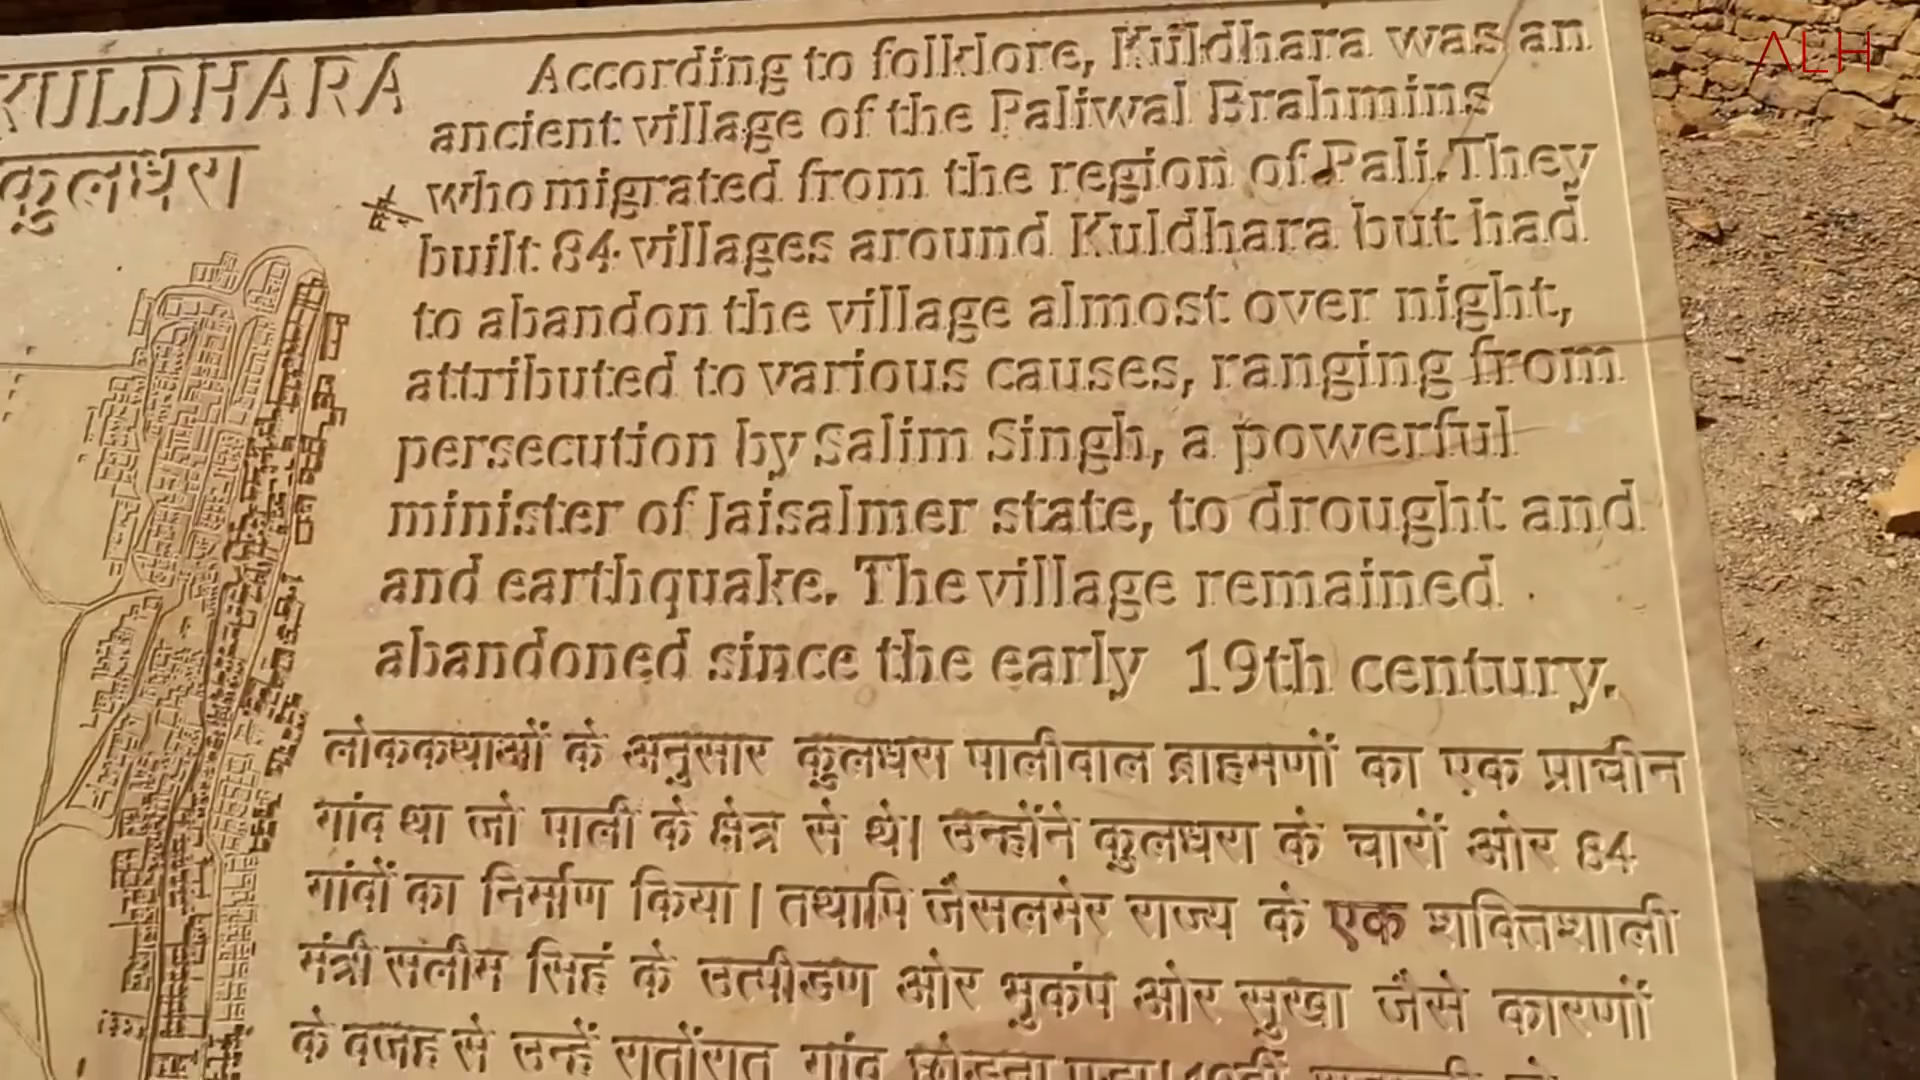 KULDHARA
कुलधरा
According to folklore, Kuldhara was an
ancient village of the Paliwal Brahmins
who migrated from the region of Pali. They
built 84 villages around Kuldhara but had
to abandon the village almost over night,
attributed to various causes, ranging from
persecution by Salim Singh, a powerful
minister of Jaisalmer state, to drought and
and earthquake. The village remained
abandoned since the early 19th century.
लोककथाओं के अनुसार कुलधरा पालीवाल ब्राहमणों का एक प्राचीन
गांव था जो पाली के क्षेत्र से थे। उन्होंने कुलधरा के चारों ओर 84
गांवों का निर्माण किया। तथापि जैसलमेर राज्य के एक शक्तिशाली
मंत्री सलीम सिहं के उत्पीडण ओर भुकंप ओर सुखा जैसे कारणों
के वजह से उन्हें रातोंरात गांव
ALH